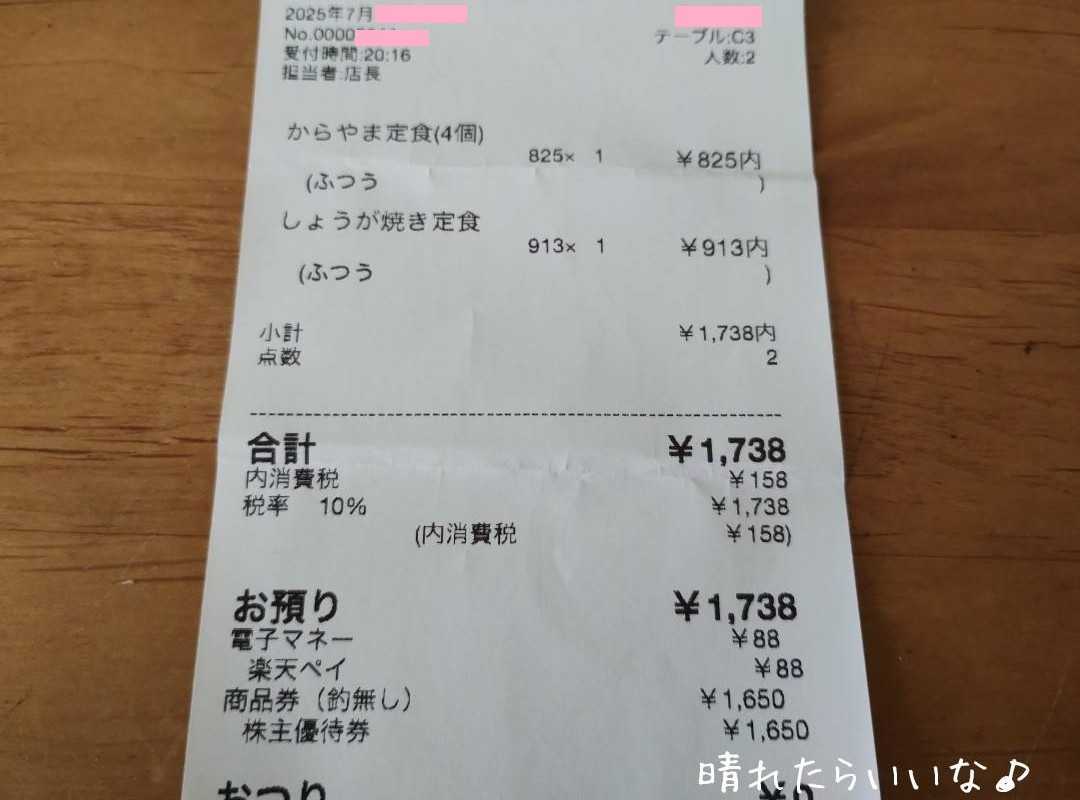 2025年7月
No.0000
テーブル:C3
受付時間:20:16
人数:2
担当者:店長
からやま定食(4個)
825× 1 ¥825内
(ふつう )
しょうが焼き定食
913× 1 ¥913内
(ふつう )
小計 ¥1,738内
点数 2
合計 ¥1,738
内消費税 ¥158
税率 10% ¥1,738
(内消費税 ¥158)
お預り ¥1,738
電子マネー ¥88
楽天ペイ ¥88
商品券（釣無し） ¥1,650
株主優待券 ¥1,650
おつり ¥0
晴れたらいいな♪